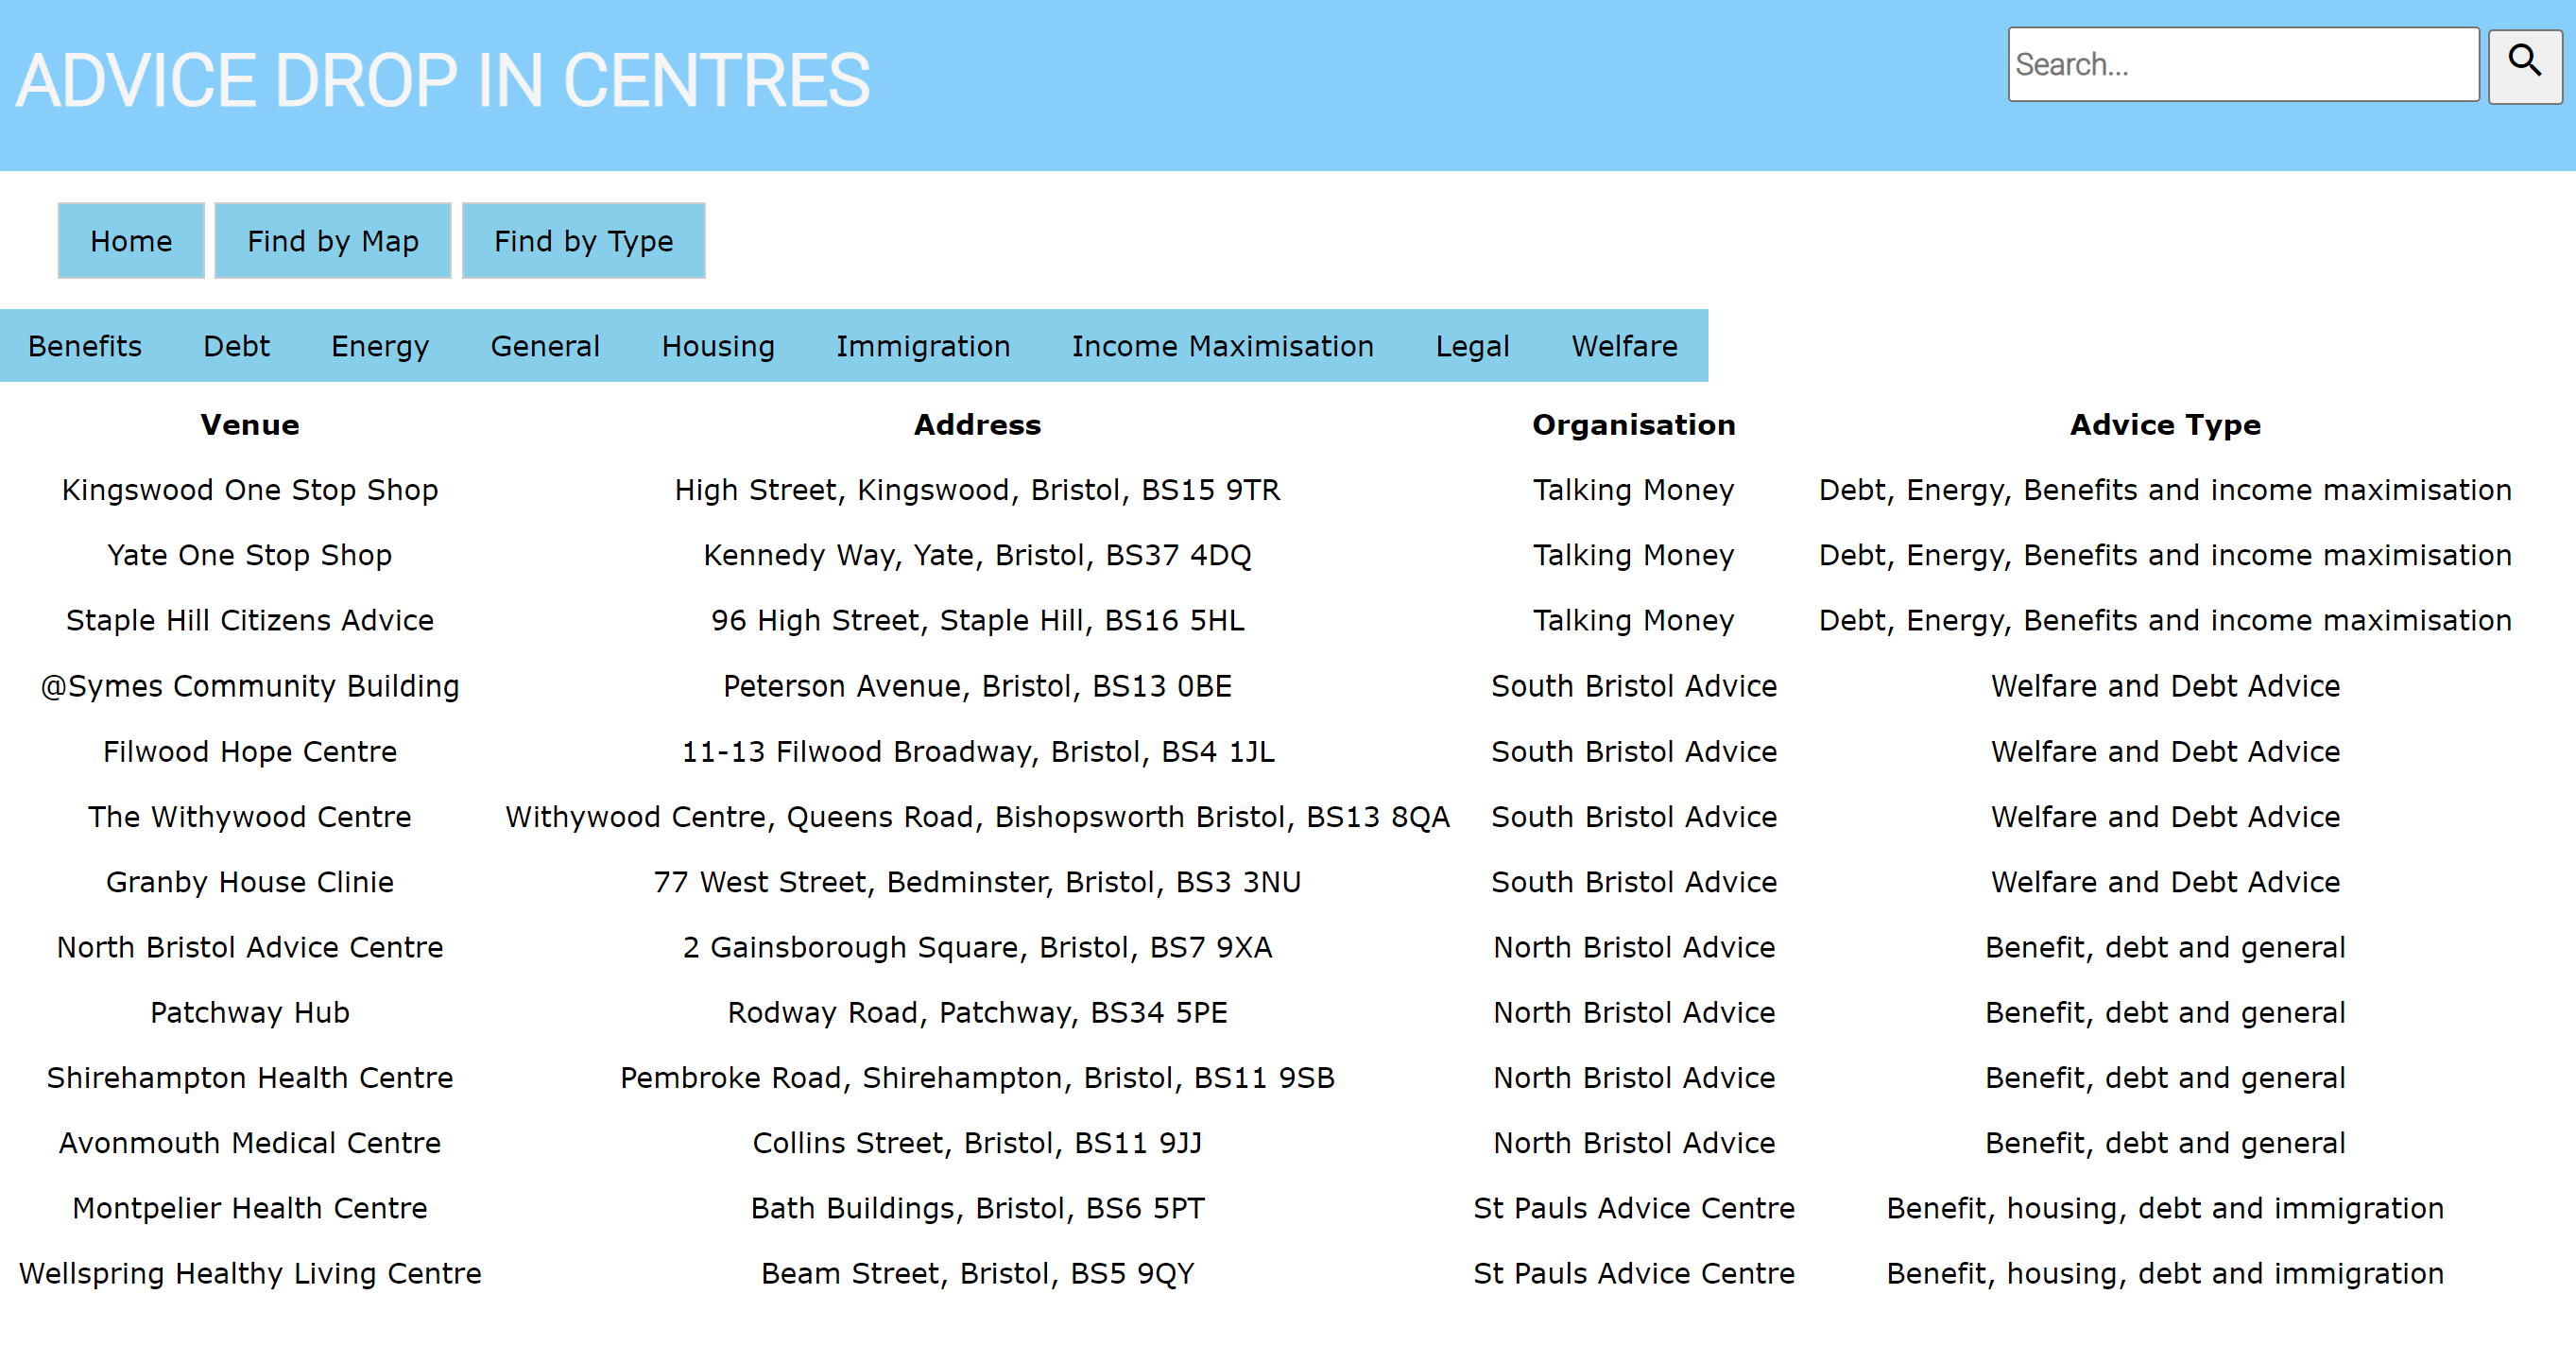 ADVICE DROP IN CENTRES
Search...
Home Find by Map Find by Type
Benefits Debt Energy General Housing Immigration Income Maximisation Legal Welfare
Venue Address Organisation Advice Type
Kingswood One Stop Shop High Street, Kingswood, Bristol, BS15 9TR Talking Money Debt, Energy, Benefits and income maximisation
Yate One Stop Shop Kennedy Way, Yate, Bristol, BS37 4DQ Talking Money Debt, Energy, Benefits and income maximisation
Staple Hill Citizens Advice 96 High Street, Staple Hill, BS16 5HL Talking Money Debt, Energy, Benefits and income maximisation
@Symes Community Building Peterson Avenue, Bristol, BS13 0BE South Bristol Advice Welfare and Debt Advice
Filwood Hope Centre 11-13 Filwood Broadway, Bristol, BS4 1JL South Bristol Advice Welfare and Debt Advice
The Withywood Centre Withywood Centre, Queens Road, Bishopsworth Bristol, BS13 8QA South Bristol Advice Welfare and Debt Advice
Granby House Clinie 77 West Street, Bedminster, Bristol, BS3 3NU South Bristol Advice Welfare and Debt Advice
North Bristol Advice Centre 2 Gainsborough Square, Bristol, BS7 9XA North Bristol Advice Benefit, debt and general
Patchway Hub Rodway Road, Patchway, BS34 5PE North Bristol Advice Benefit, debt and general
Shirehampton Health Centre Pembroke Road, Shirehampton, Bristol, BS11 9SB North Bristol Advice Benefit, debt and general
Avonmouth Medical Centre Collins Street, Bristol, BS11 9JJ North Bristol Advice Benefit, debt and general
Montpelier Health Centre Bath Buildings, Bristol, BS6 5PT St Pauls Advice Centre Benefit, housing, debt and immigration
Wellspring Healthy Living Centre Beam Street, Bristol, BS5 9QY St Pauls Advice Centre Benefit, housing, debt and immigration